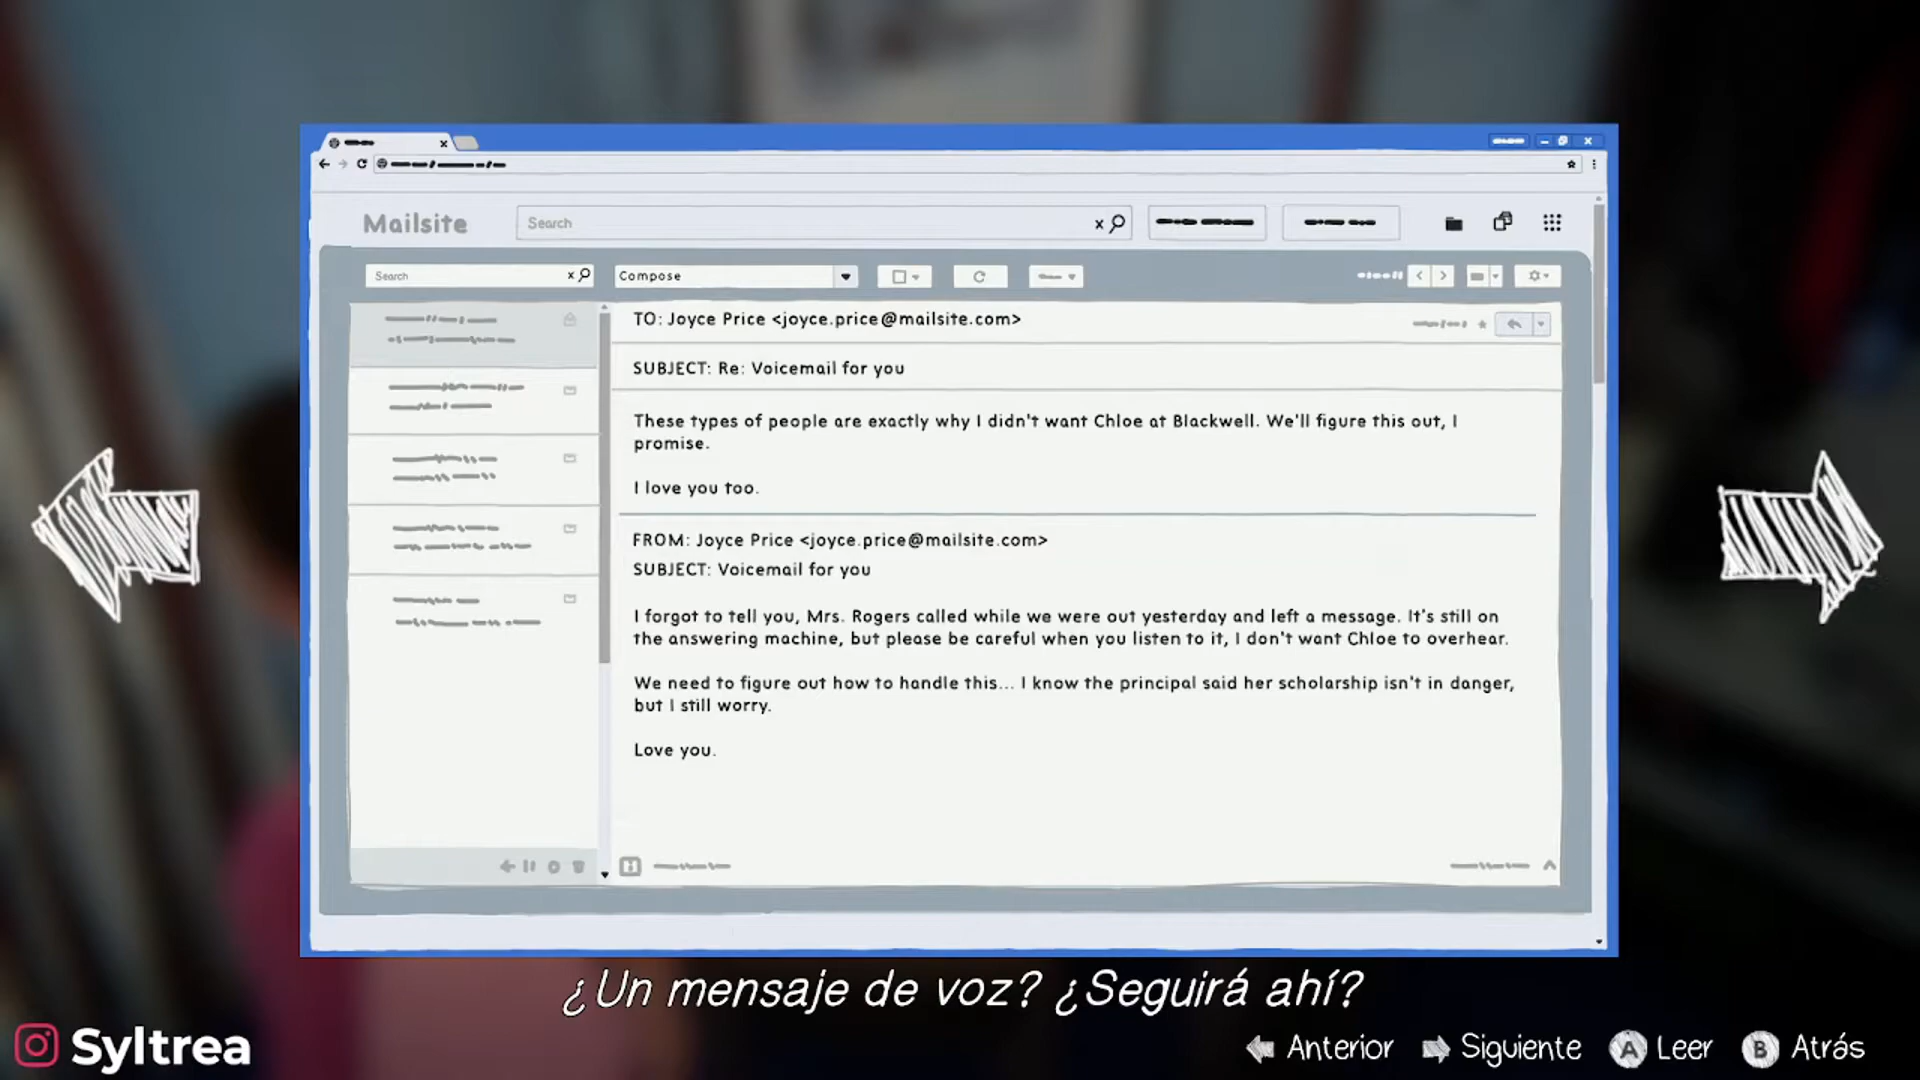 Mailsite
Search
Search
Compose
TO: Joyce Price <joyce.price@mailsite.com>
SUBJECT: Re: Voicemail for you
These types of people are exactly why I didn't want Chloe at Blackwell. We'll figure this out, I
promise.
I love you too.
FROM: Joyce Price <joyce.price@mailsite.com>
SUBJECT: Voicemail for you
I forgot to tell you, Mrs. Rogers called while we were out yesterday and left a message. It's still on
the answering machine, but please be careful when you listen to it, I don't want Chloe to overhear.
We need to figure out how to handle this... I know the principal said her scholarship isn't in danger,
but I still worry.
Love you.
¿Un mensaje de voz? ¿Seguirá ahí?
Syltrea
Anterior
Siguiente
A Leer
B Atrás